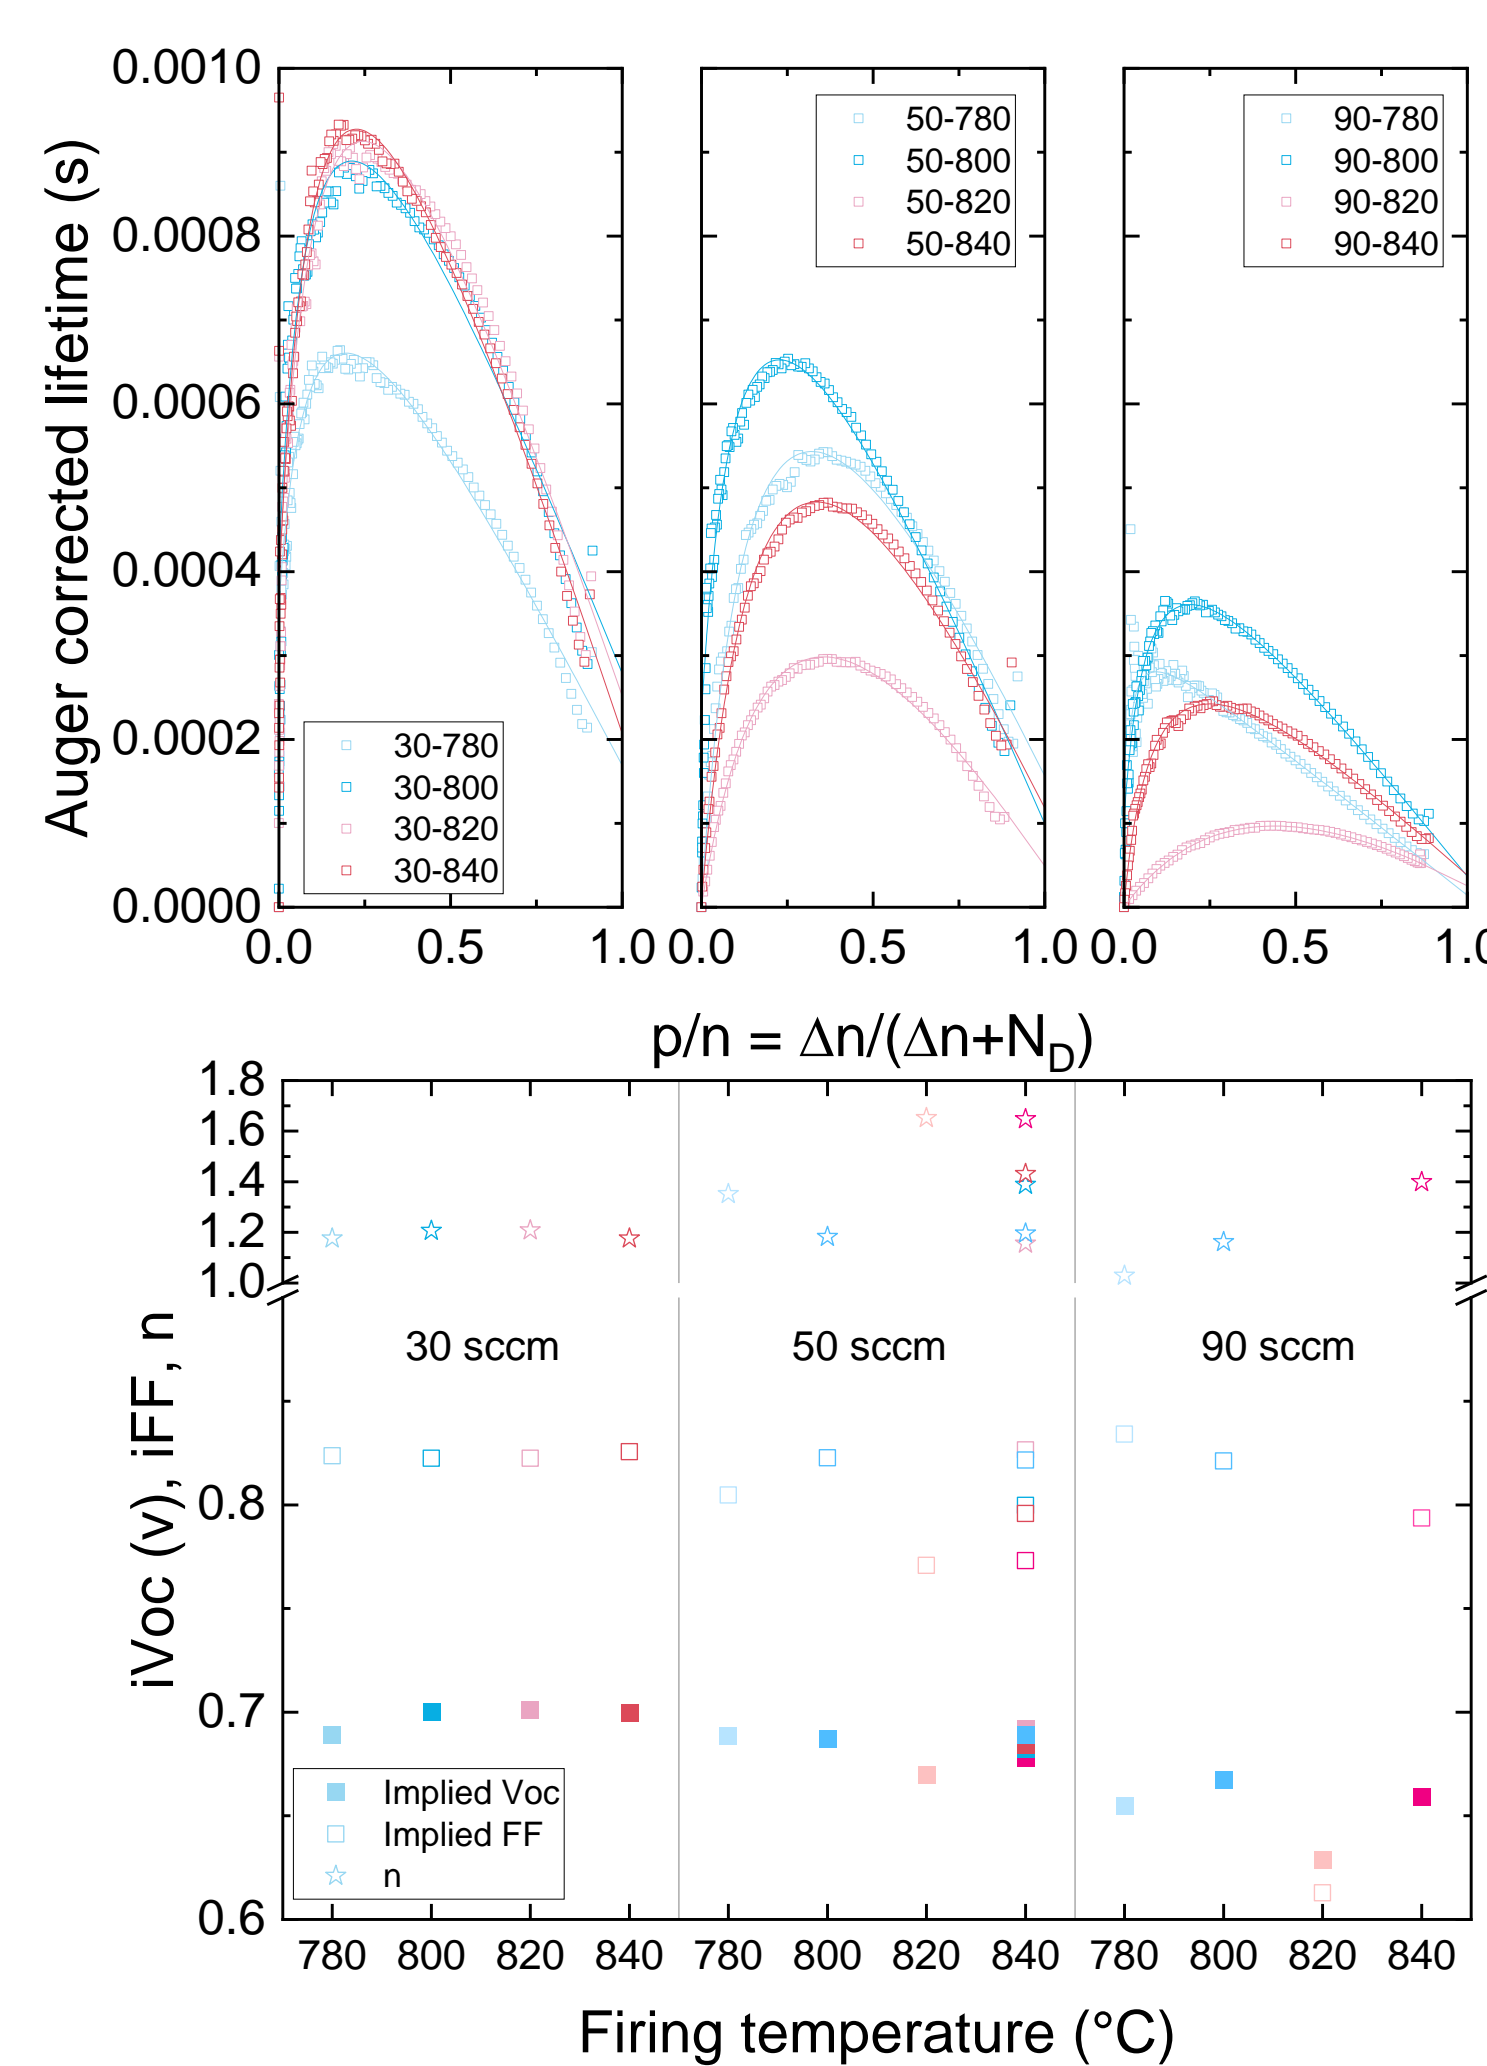 0.0010
0.0008
0.0006
0.0004
0.0002
0.0000
Auger corrected lifetime (s)
30-780
30-800
30-820
30-840
50-780
50-800
50-820
50-840
90-780
90-800
90-820
90-840
0.0 0.5 1.0 0.0 0.5 1.0 0.0 0.5 1.0
p/n = Δn/(Δn+N_D)
1.8
1.6
1.4
1.2
1.0
0.8
0.7
0.6
iVoc (v), iFF, n
30 sccm 50 sccm 90 sccm
Implied Voc
Implied FF
n
780 800 820 840 780 800 820 840 780 800 820 840
Firing temperature (°C)